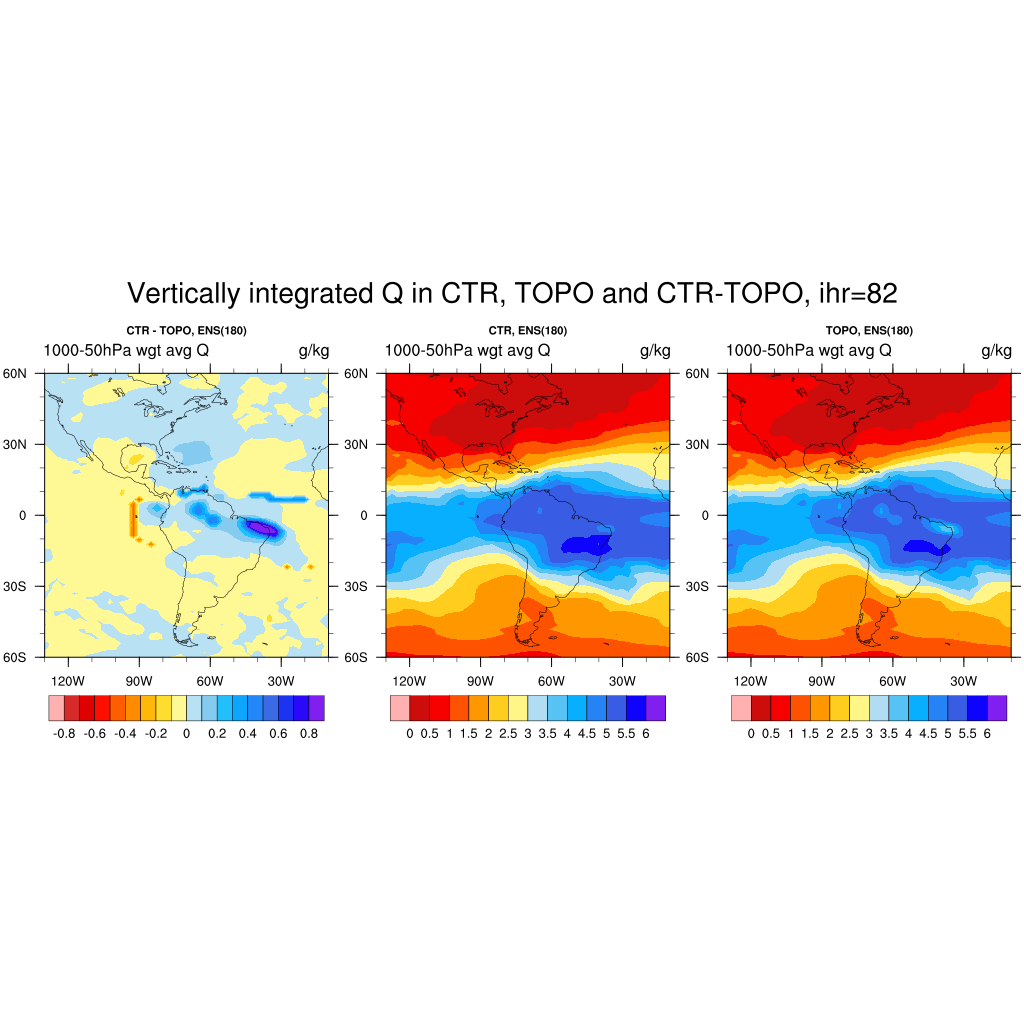 Vertically integrated Q in CTR, TOPO and CTR-TOPO, ihr=82
CTR - TOPO, ENS(180)
1000-50hPa wgt avg Q g/kg
60N
30N
0
30S
60S
120W 90W 60W 30W
-0.8 -0.6 -0.4 -0.2 0 0.2 0.4 0.6 0.8
CTR, ENS(180)
1000-50hPa wgt avg Q g/kg
60N
30N
0
30S
60S
120W 90W 60W 30W
0 0.5 1 1.5 2 2.5 3 3.5 4 4.5 5 5.5 6
TOPO, ENS(180)
1000-50hPa wgt avg Q g/kg
60N
30N
0
30S
60S
120W 90W 60W 30W
0 0.5 1 1.5 2 2.5 3 3.5 4 4.5 5 5.5 6